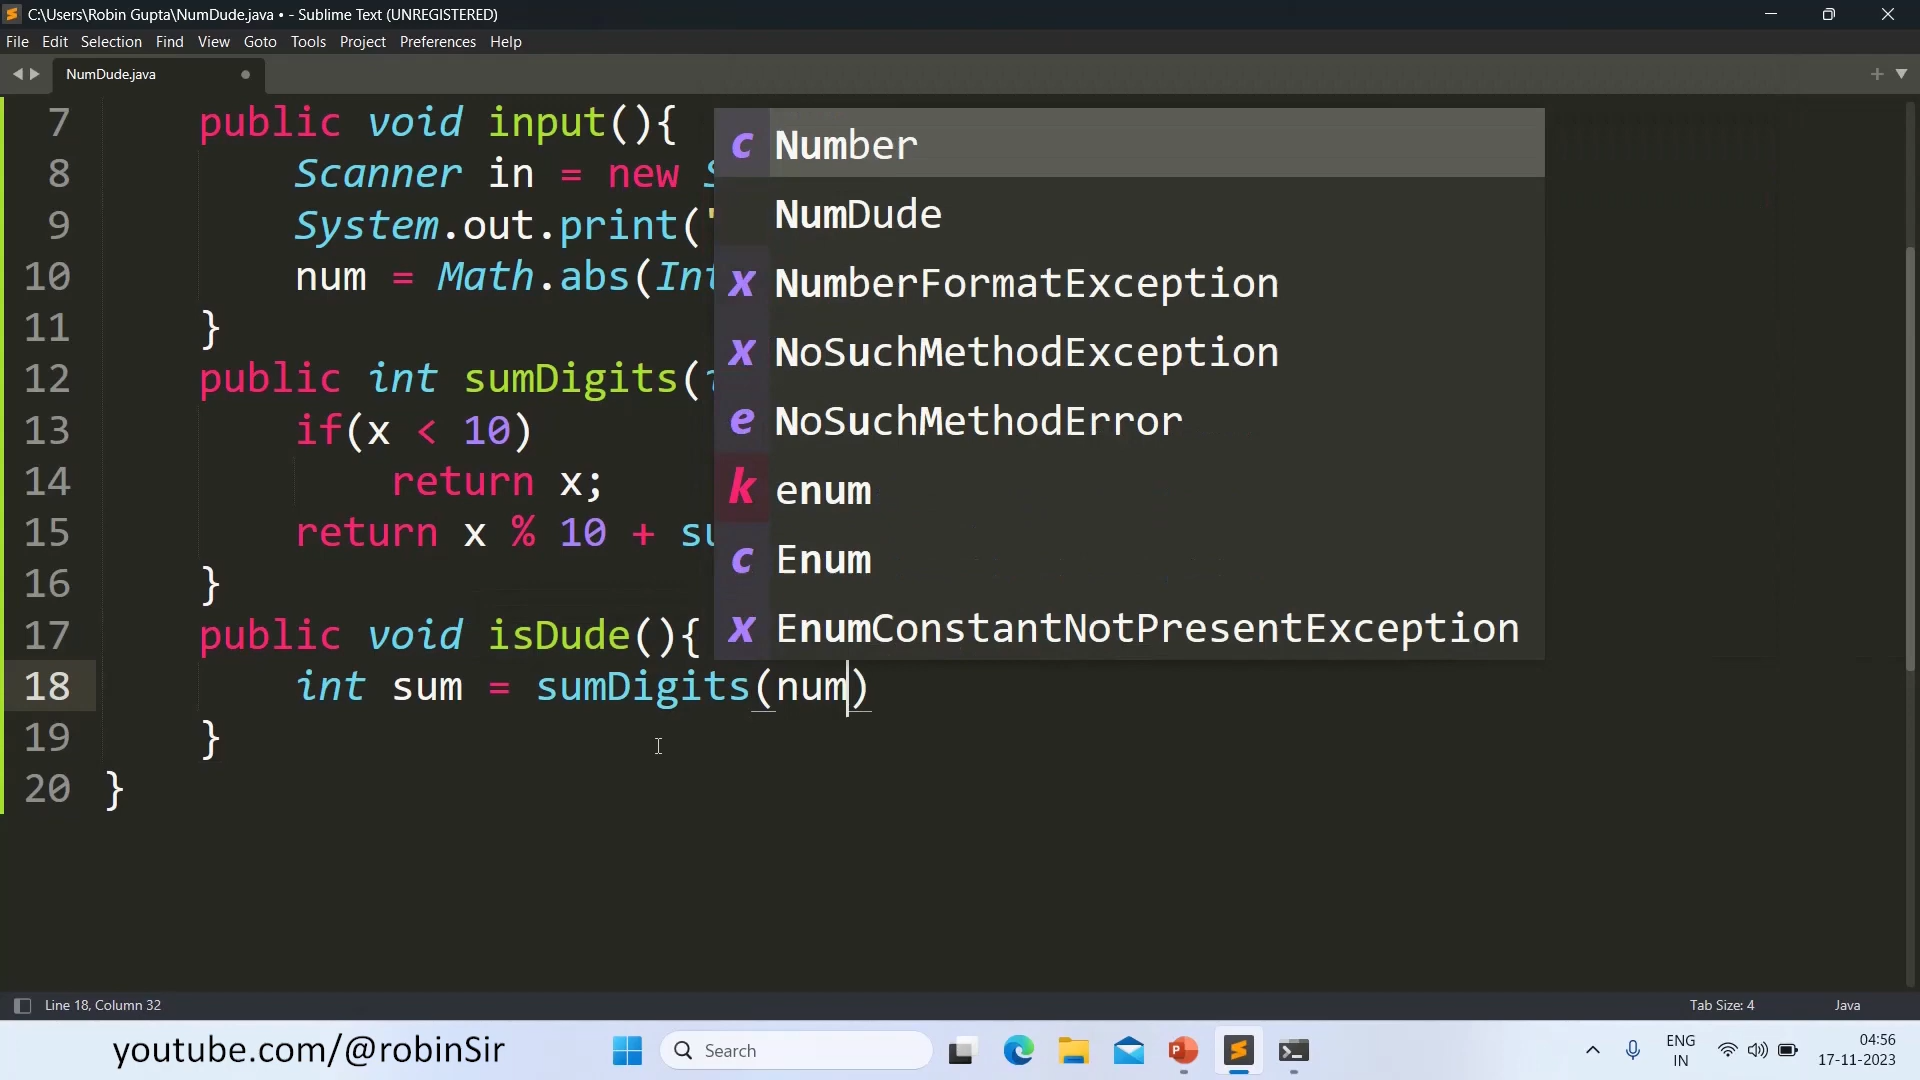 C:\Users\Robin Gupta\NumDude.java • - Sublime Text (UNREGISTERED)
File Edit Selection Find View Goto Tools Project Preferences Help
NumDude.java
7 public void input(){
8 Scanner in = new S
9 System.out.print("
10 num = Math.abs(Int
11 }
12 public int sumDigits(i
13 if(x < 10)
14 return x;
15 return x % 10 + su
16 }
17 public void isDude(){
18 int sum = sumDigits(num)
19 }
20 }
c Number
NumDude
x NumberFormatException
x NoSuchMethodException
e NoSuchMethodError
k enum
c Enum
x EnumConstantNotPresentException
Line 18, Column 32
Tab Size: 4
Java
youtube.com/@robinSir
Search
ENG
IN
04:56
17-11-2023